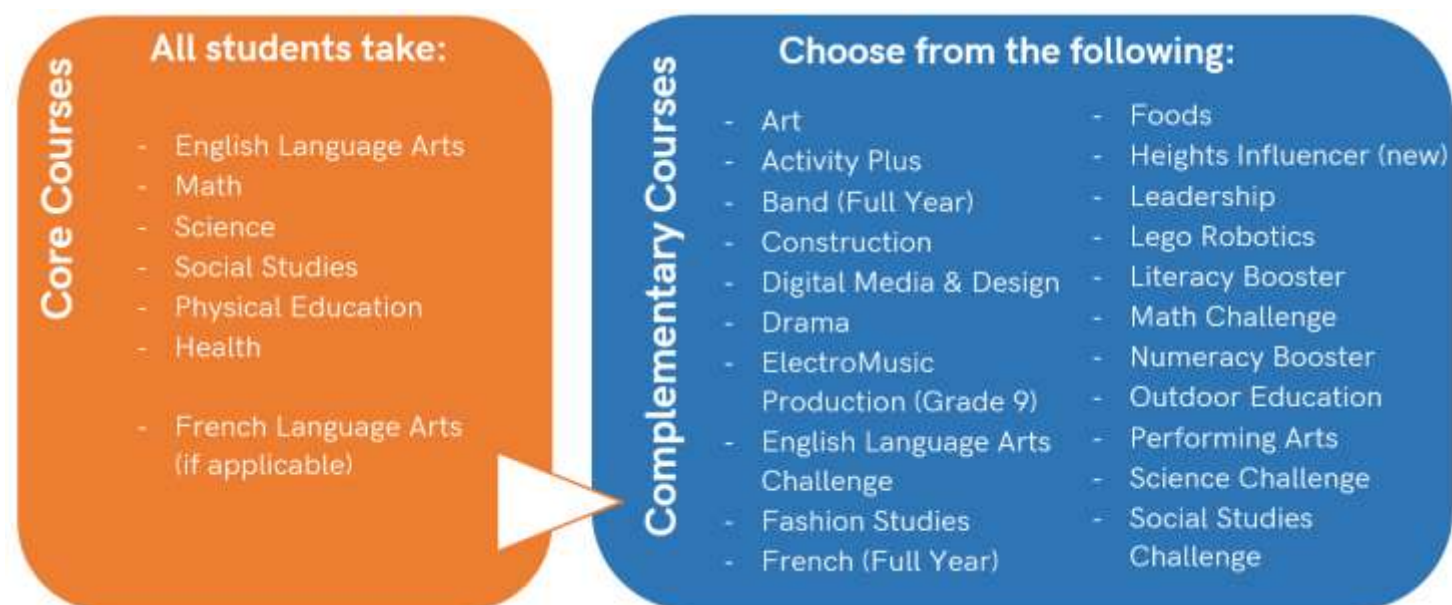 Core Courses
All students take:
- English Language Arts
- Math
- Science
- Social Studies
- Physical Education
- Health
- French Language Arts
(if applicable)
Complementary Courses
Choose from the following:
- Art
- Activity Plus
- Band (Full Year)
- Construction
- Digital Media & Design
- Drama
- ElectroMusic
Production (Grade 9)
- English Language Arts
Challenge
- Fashion Studies
- French (Full Year)
- Foods
- Heights Influencer (new)
- Leadership
- Lego Robotics
- Literacy Booster
- Math Challenge
- Numeracy Booster
- Outdoor Education
- Performing Arts
- Science Challenge
- Social Studies
Challenge